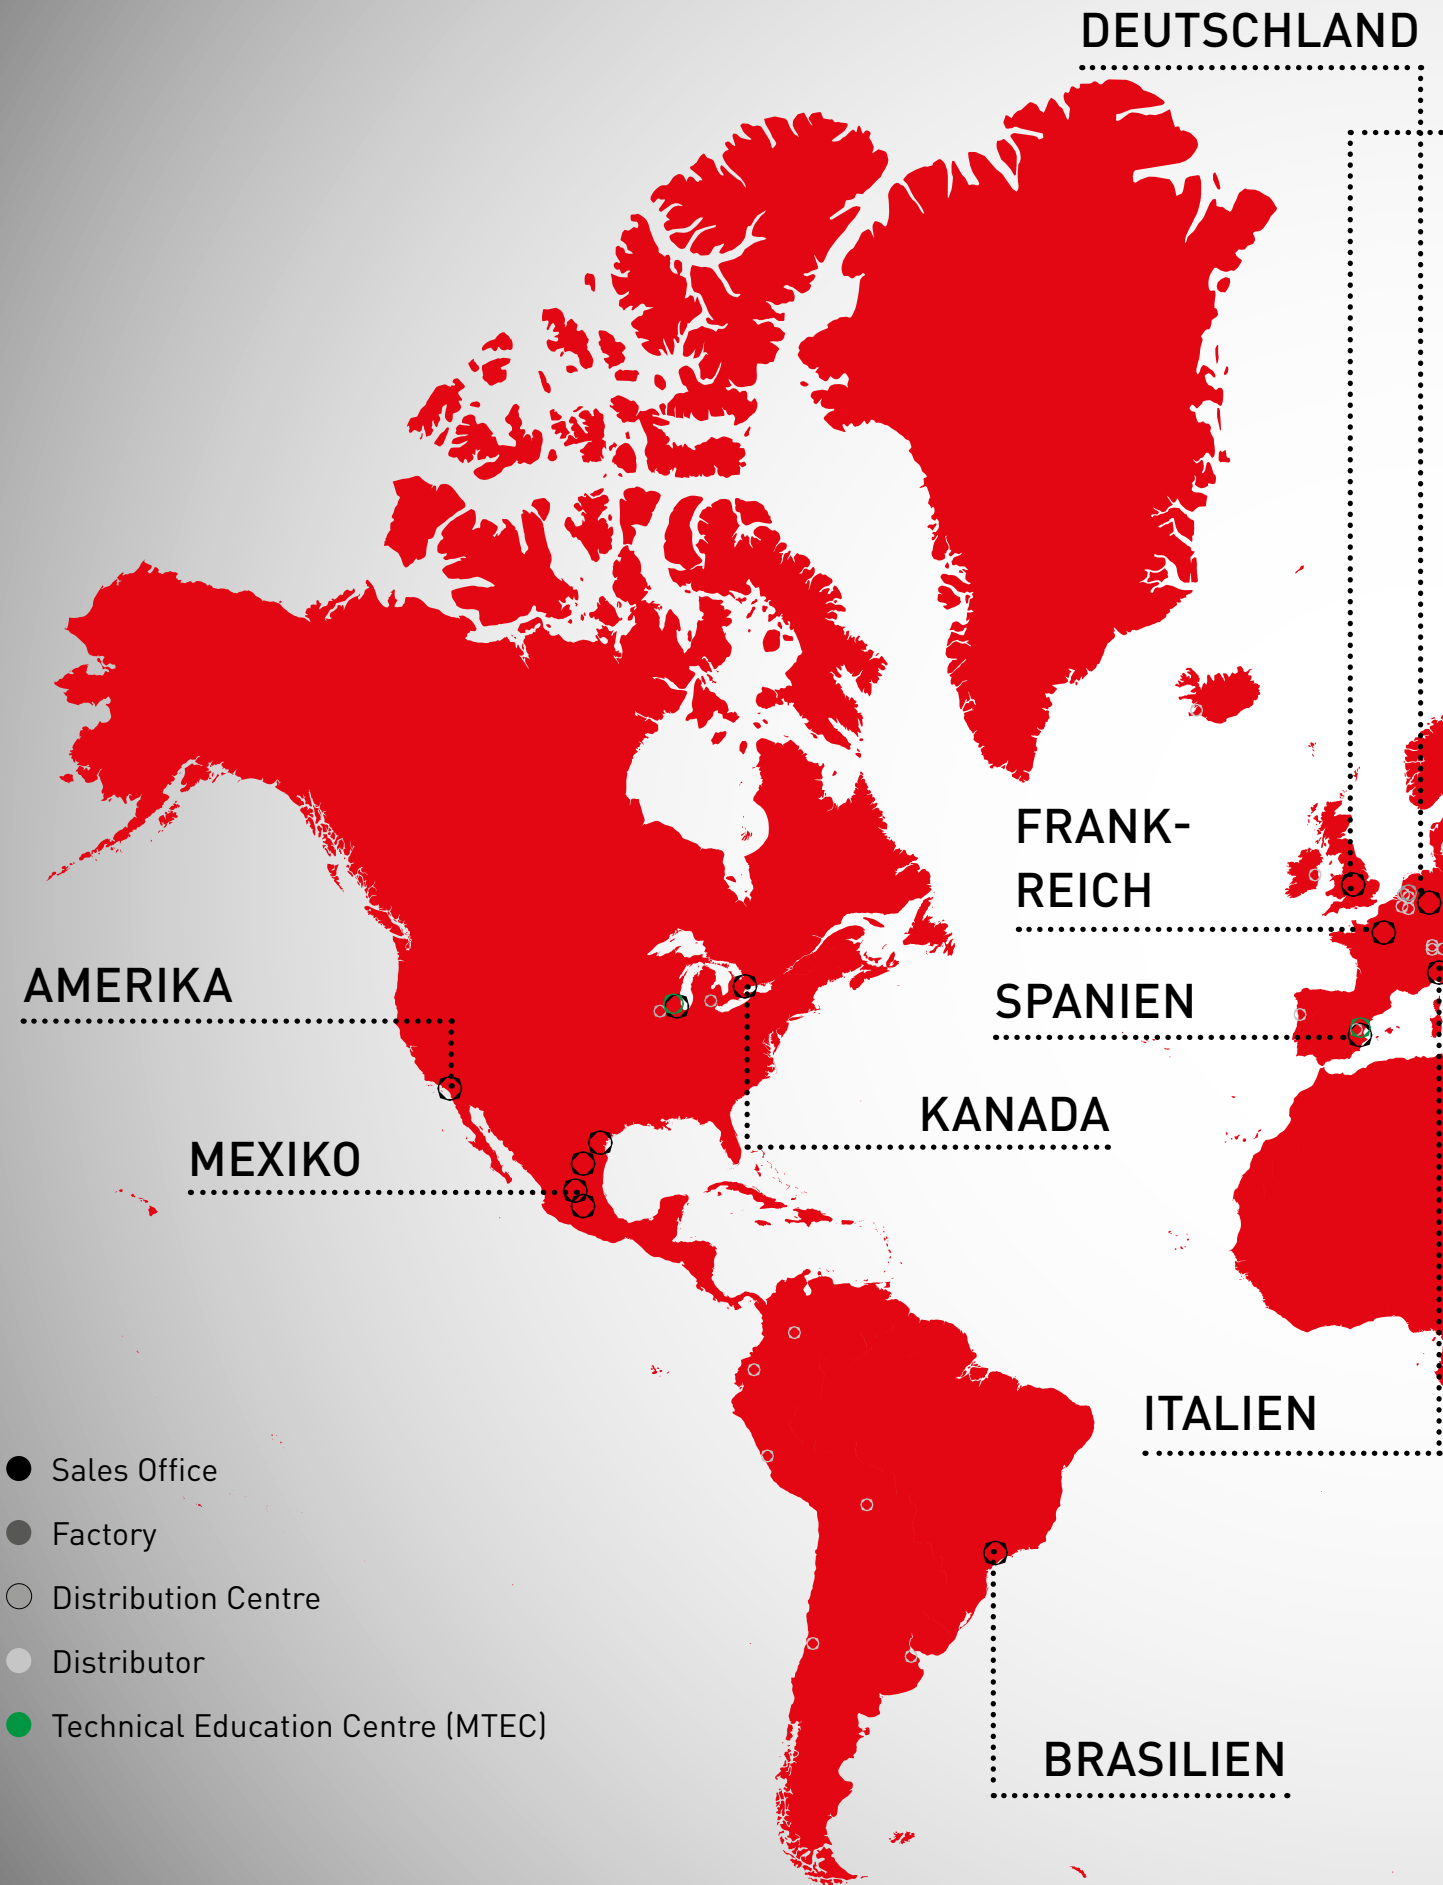 DEUTSCHLAND
FRANK-
REICH
AMERIKA
SPANIEN
KANADA
MEXIKO
ITALIEN
Sales Office
Factory
Distribution Centre
Distributor
Technical Education Centre (MTEC)
BRASILIEN